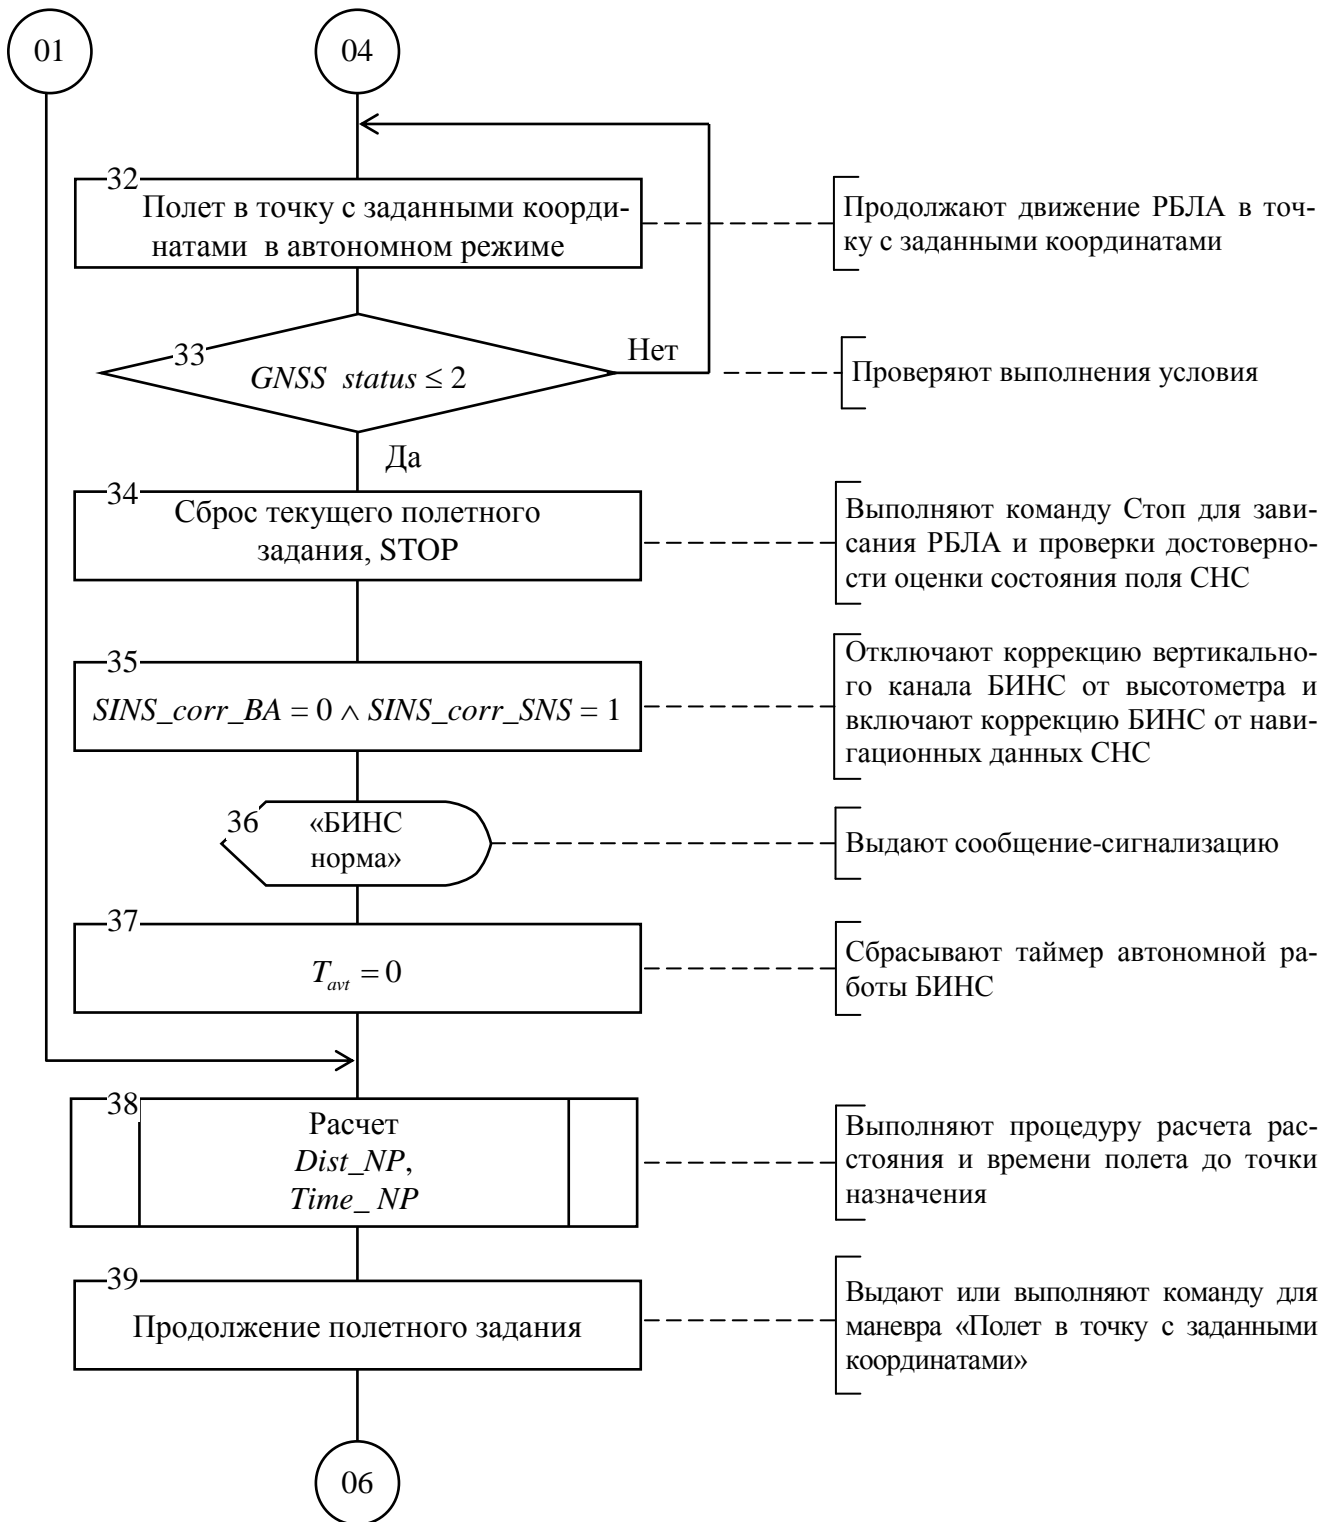 01
04
32
Полет в точку с заданными коорди-
натами в автономном режиме
Продолжают движение РБЛА в точ-
ку с заданными координатами
33
GNSS status ≤ 2
Нет
Проверяют выполнения условия
Да
34
Сброс текущего полетного
задания, STOP
Выполняют команду Стоп для зави-
сания РБЛА и проверки достоверно-
сти оценки состояния поля СНС
35
SINS_corr_BA = 0 ∧ SINS_corr_SNS = 1
Отключают коррекцию вертикально-
го канала БИНС от высотометра и
включают коррекцию БИНС от нави-
гационных данных СНС
36
«БИНС
норма»
Выдают сообщение-сигнализацию
37
T_avt = 0
Сбрасывают таймер автономной ра-
боты БИНС
38
Расчет
Dist_NP,
Time_ NP
Выполняют процедуру расчета рас-
стояния и времени полета до точки
назначения
39
Продолжение полетного задания
Выдают или выполняют команду для
маневра «Полет в точку с заданными
координатами»
06